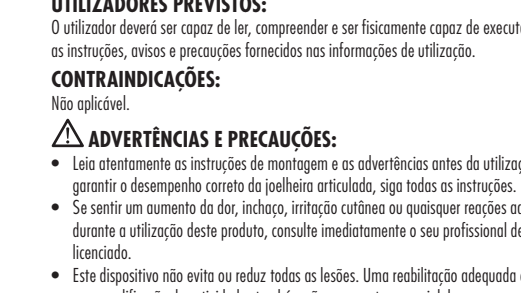 UTILIZADORES PREVISTOS:
O utilizador deverá ser capaz de ler, compreender e ser fisicamente capaz de
as instruções, avisos e precauções fornecidos nas informações de utilização.
CONTRAINDICAÇÕES:
Não aplicável.
ADVERTÊNCIAS E PRECAUÇÕES:
• Leia atentamente as instruções de montagem e as advertências antes da
garantir o desempenho correto da joelheira articulada, siga todas as instruções.
• Se sentir um aumento da dor, inchaço, irritação cutânea ou quaisquer reações
durante a utilização deste produto, consulte imediatamente o seu profissional
licenciado.
• Este dispositivo não evita ou reduz todas as lesões. Uma reabilitação adequada